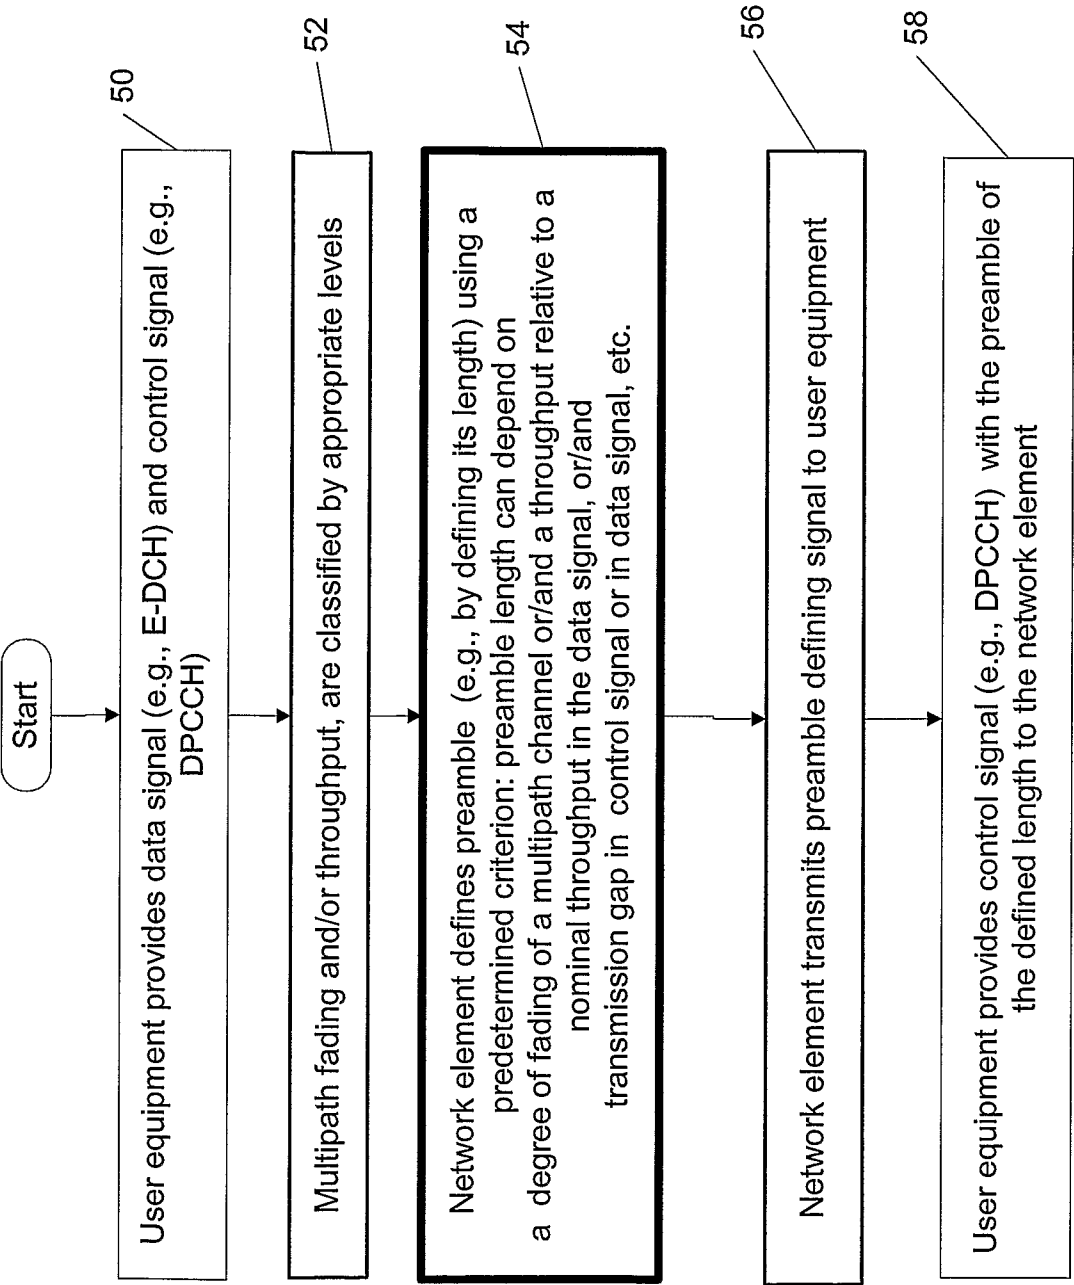 Start
50
User equipment provides data signal (e.g., E-DCH) and control signal (e.g.,
DPCCH)
52
Multipath fading and/or throughput, are classified by appropriate levels
54
Network element defines preamble (e.g., by defining its length) using a
predetermined criterion: preamble length can depend on
a degree of fading of a multipath channel or/and a throughput relative to a
nominal throughput in the data signal, or/and
transmission gap in control signal or in data signal, etc.
56
Network element transmits preamble defining signal to user equipment
58
User equipment provides control signal (e.g., DPCCH) with the preamble of
the defined length to the network element